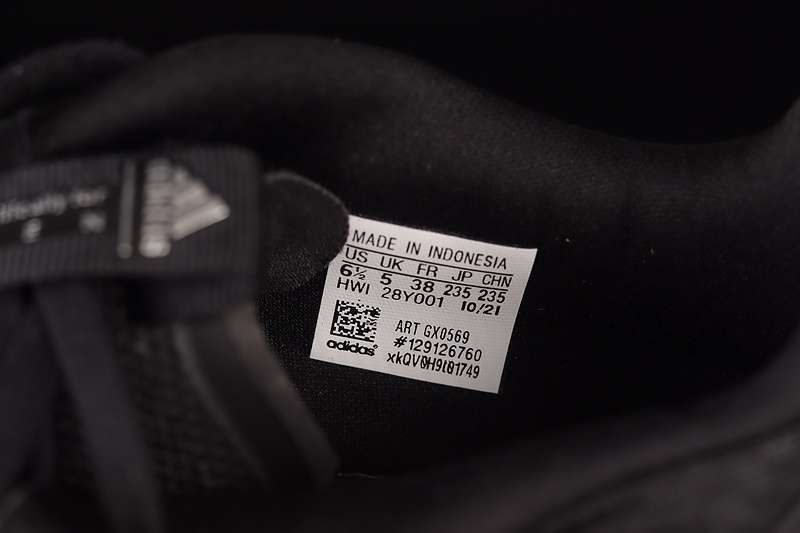 MADE IN INDONESIA
US UK FR JP CHN
6½ 5 38 235 235
HWI 28Y001 10/21
ART GX0569
#129126760
adidas